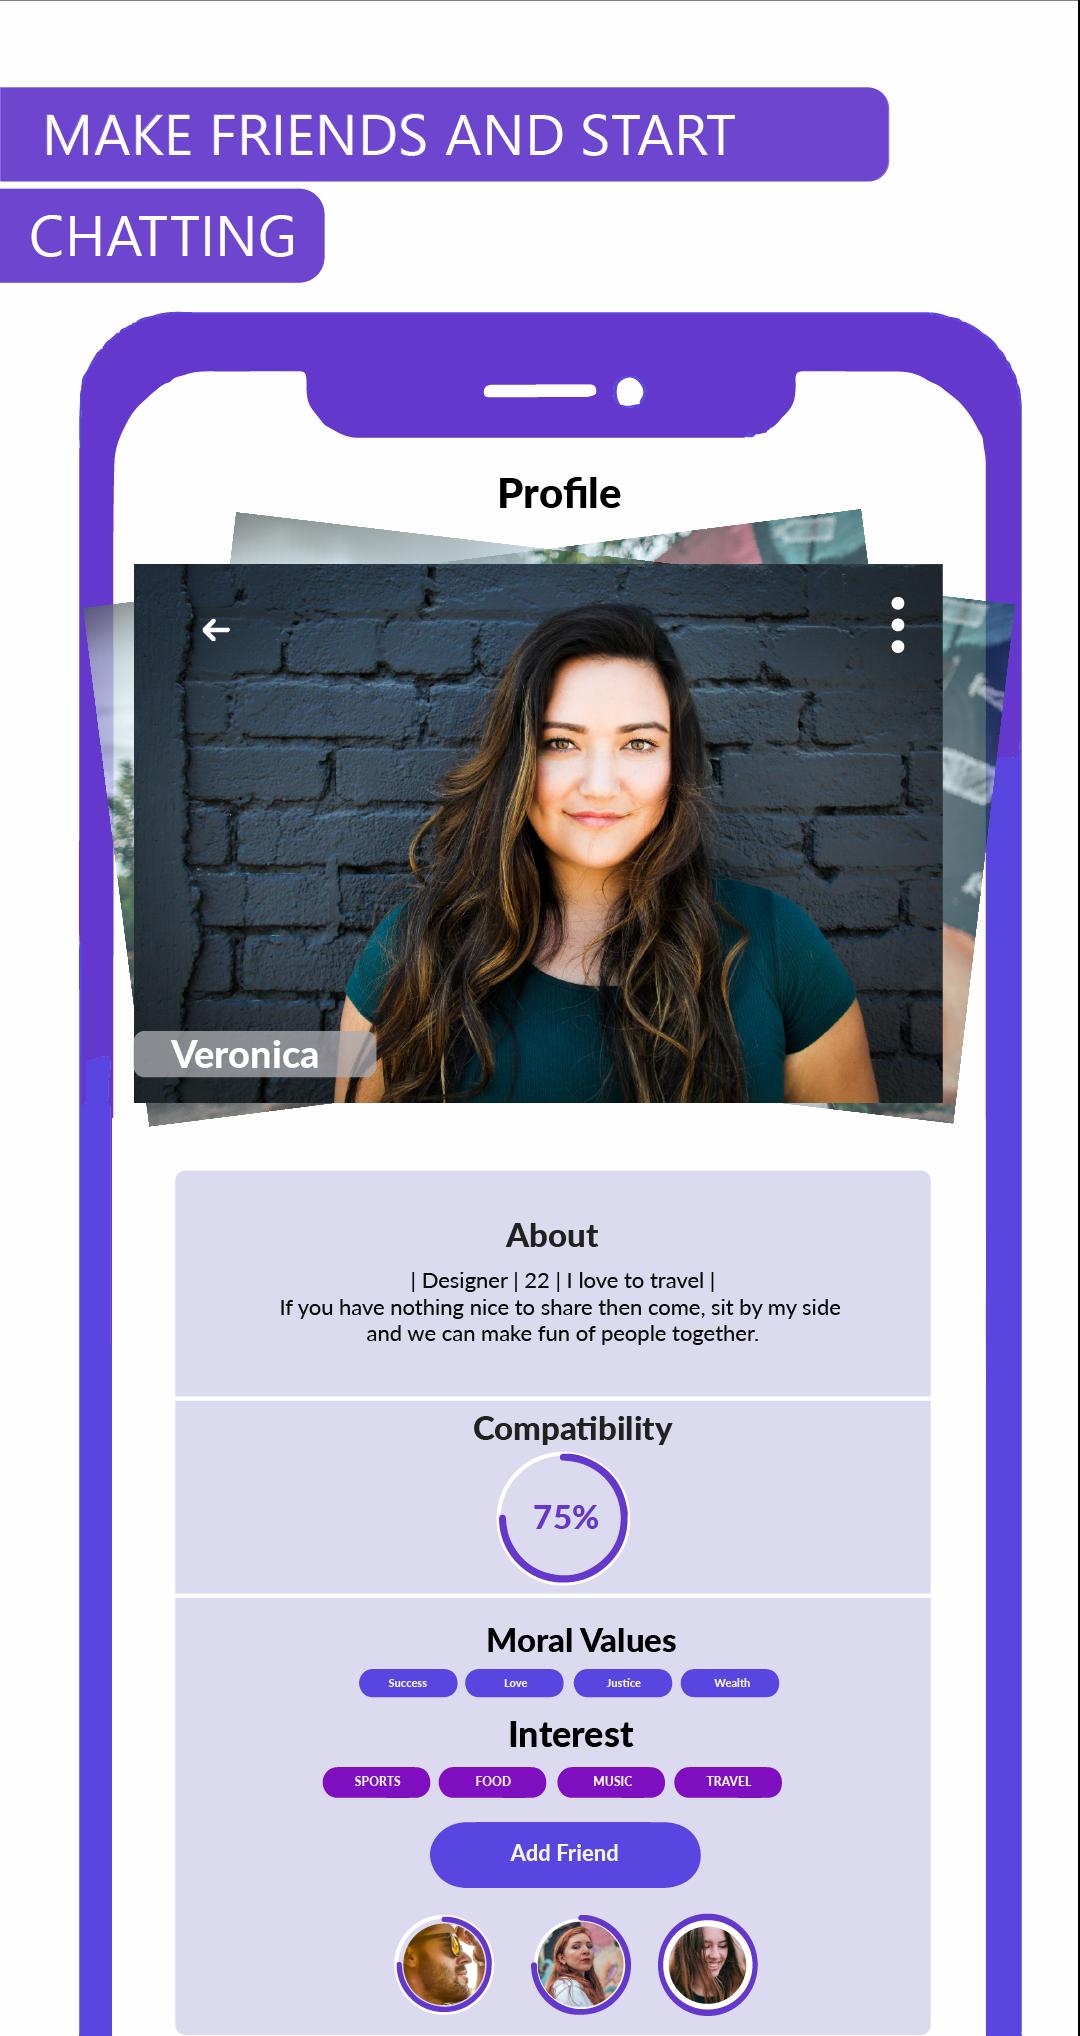 MAKE FRIENDS AND START
CHATTING
Profile
Veronica
About
| Designer | 22 | I love to travel |
If you have nothing nice to share then come, sit by my side
and we can make fun of people together.
Compatibility
75%
Moral Values
Success Love Justice Wealth
Interest
SPORTS FOOD MUSIC TRAVEL
Add Friend